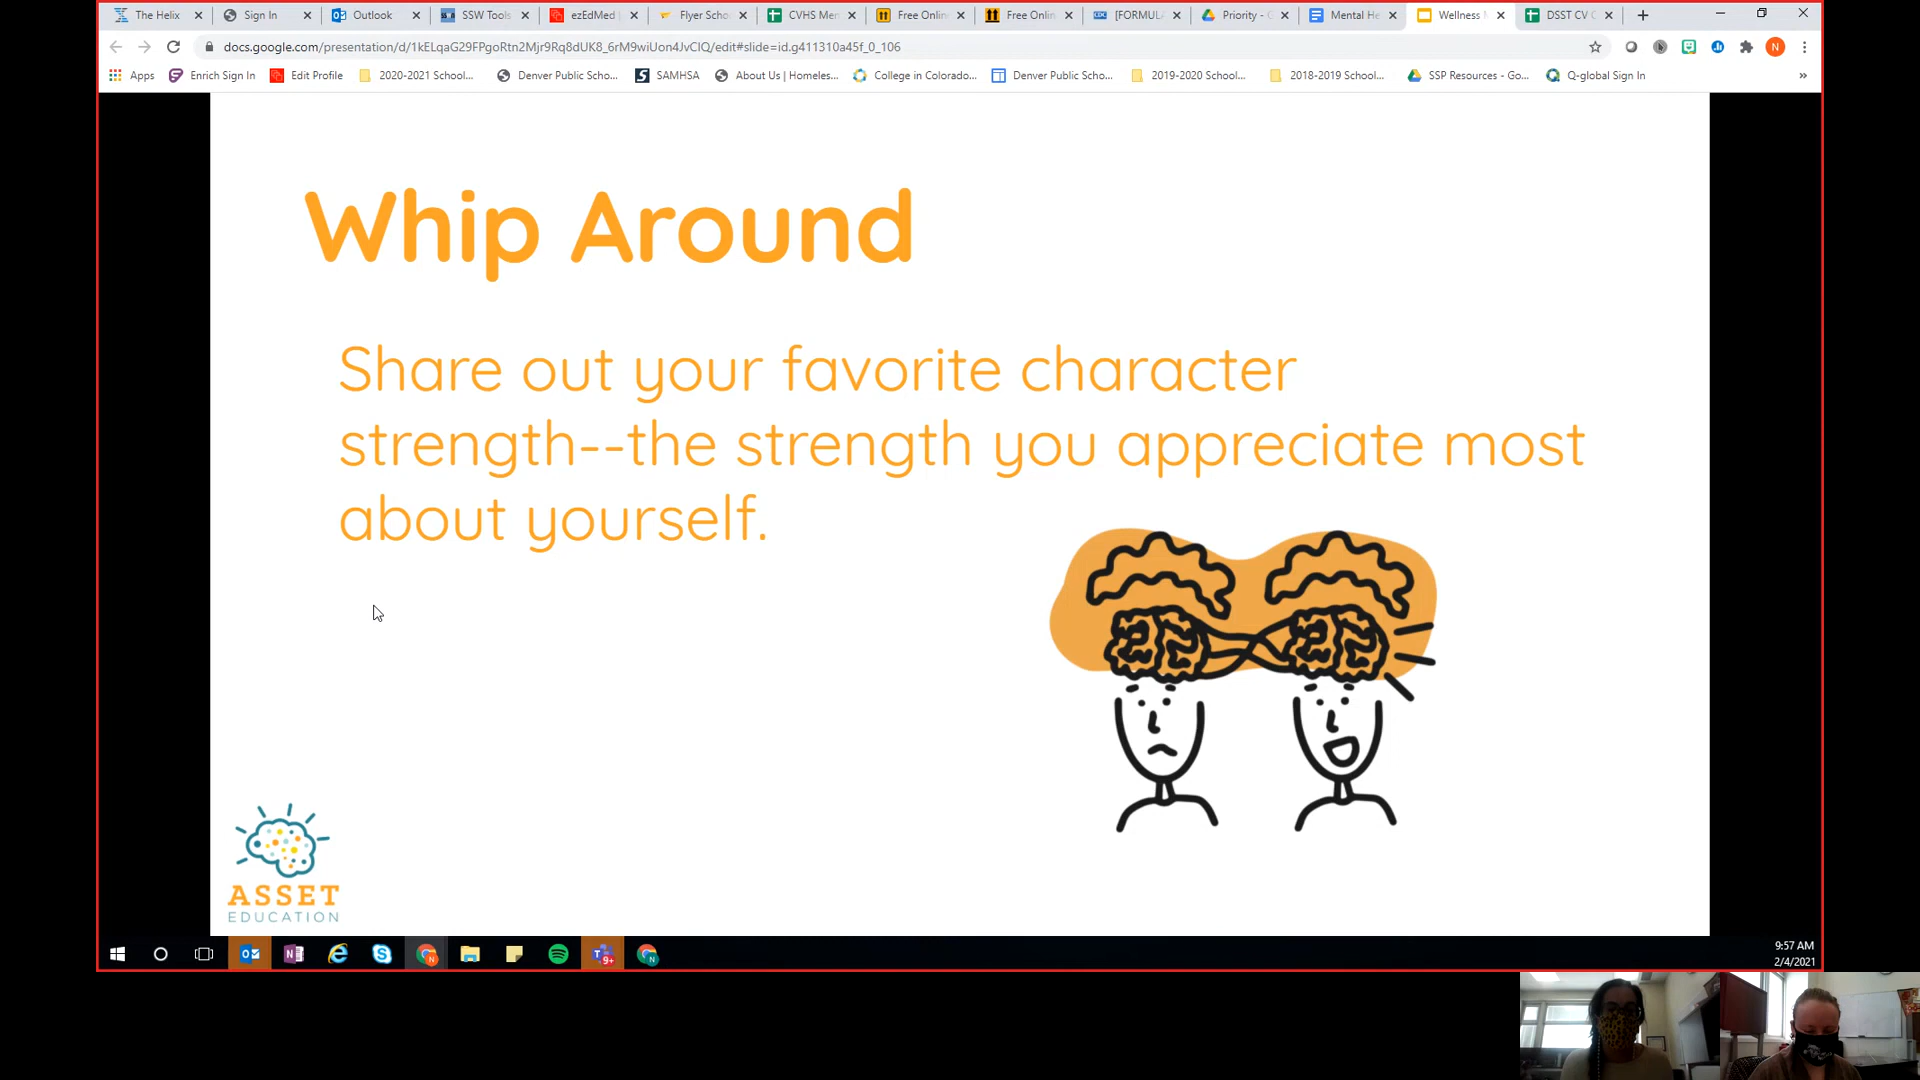 The Helix
Sign In
Outlook
SSW Tools
ezEdMed
Flyer Scho
CVHS Men
Free Onlin
Free Onlin
[FORMULA
Priority - G
Mental He
Wellness
DSST CV C
docs.google.com/presentation/d/1kELqaG29FPgoRtn2Mjr9Rq8dUK8_6rM9wiUon4JvCIQ/edit#slide=id.g411310a45f_0_106
N
Apps
Enrich Sign In
Edit Profile
2020-2021 School...
Denver Public Scho...
SAMHSA
About Us | Homeles...
College in Colorado...
Denver Public Scho...
2019-2020 School...
2018-2019 School...
SSP Resources - Go...
Q-global Sign In
Whip Around
Share out your favorite character
strength--the strength you appreciate most
about yourself.
ASSET
EDUCATION
9+
9:57 AM
2/4/2021